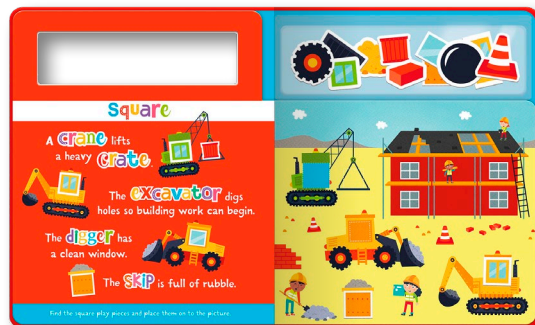 Square
A crane lifts
a heavy crate.
The excavator digs
holes so building work can begin.
The digger has
a clean window.
The skip is full of rubble.
Find the square play pieces and place them on to the picture.